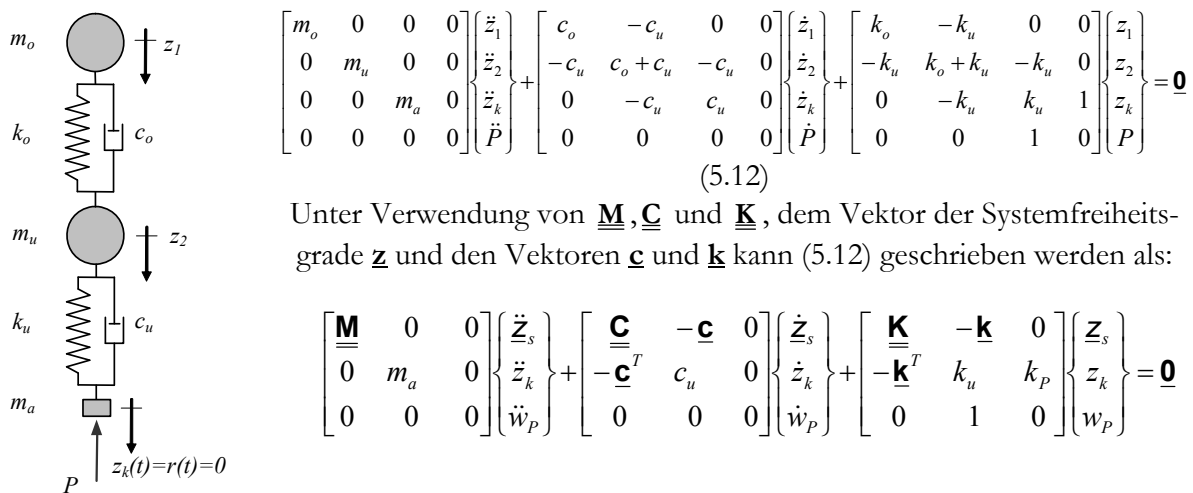 m_o
z_1
k_o
c_o
m_u
z_2
k_u
c_u
m_a
z_k(t)=r(t)=0
P
[m_o 0 0 0; 0 m_u 0 0; 0 0 m_a 0; 0 0 0 0]{z̈_1; z̈_2; z̈_k; P̈} + [c_o -c_u 0 0; -c_u c_o+c_u -c_u 0; 0 -c_u c_u 0; 0 0 0 0]{ż_1; ż_2; ż_k; Ṗ} + [k_o -k_u 0 0; -k_u k_o+k_u -k_u 0; 0 -k_u k_u 1; 0 0 1 0]{z_1; z_2; z_k; P} = 0
(5.12)
Unter Verwendung von M, C und K, dem Vektor der Systemfreiheits-
grade z und den Vektoren c und k kann (5.12) geschrieben werden als:
[M 0 0; 0 m_a 0; 0 0 0]{z̈_s; z̈_k; ẅ_P} + [C -c 0; -c^T c_u 0; 0 0 0]{ż_s; ż_k; ẇ_P} + [K -k 0; -k^T k_u k_P; 0 1 0]{z_s; z_k; w_P} = 0